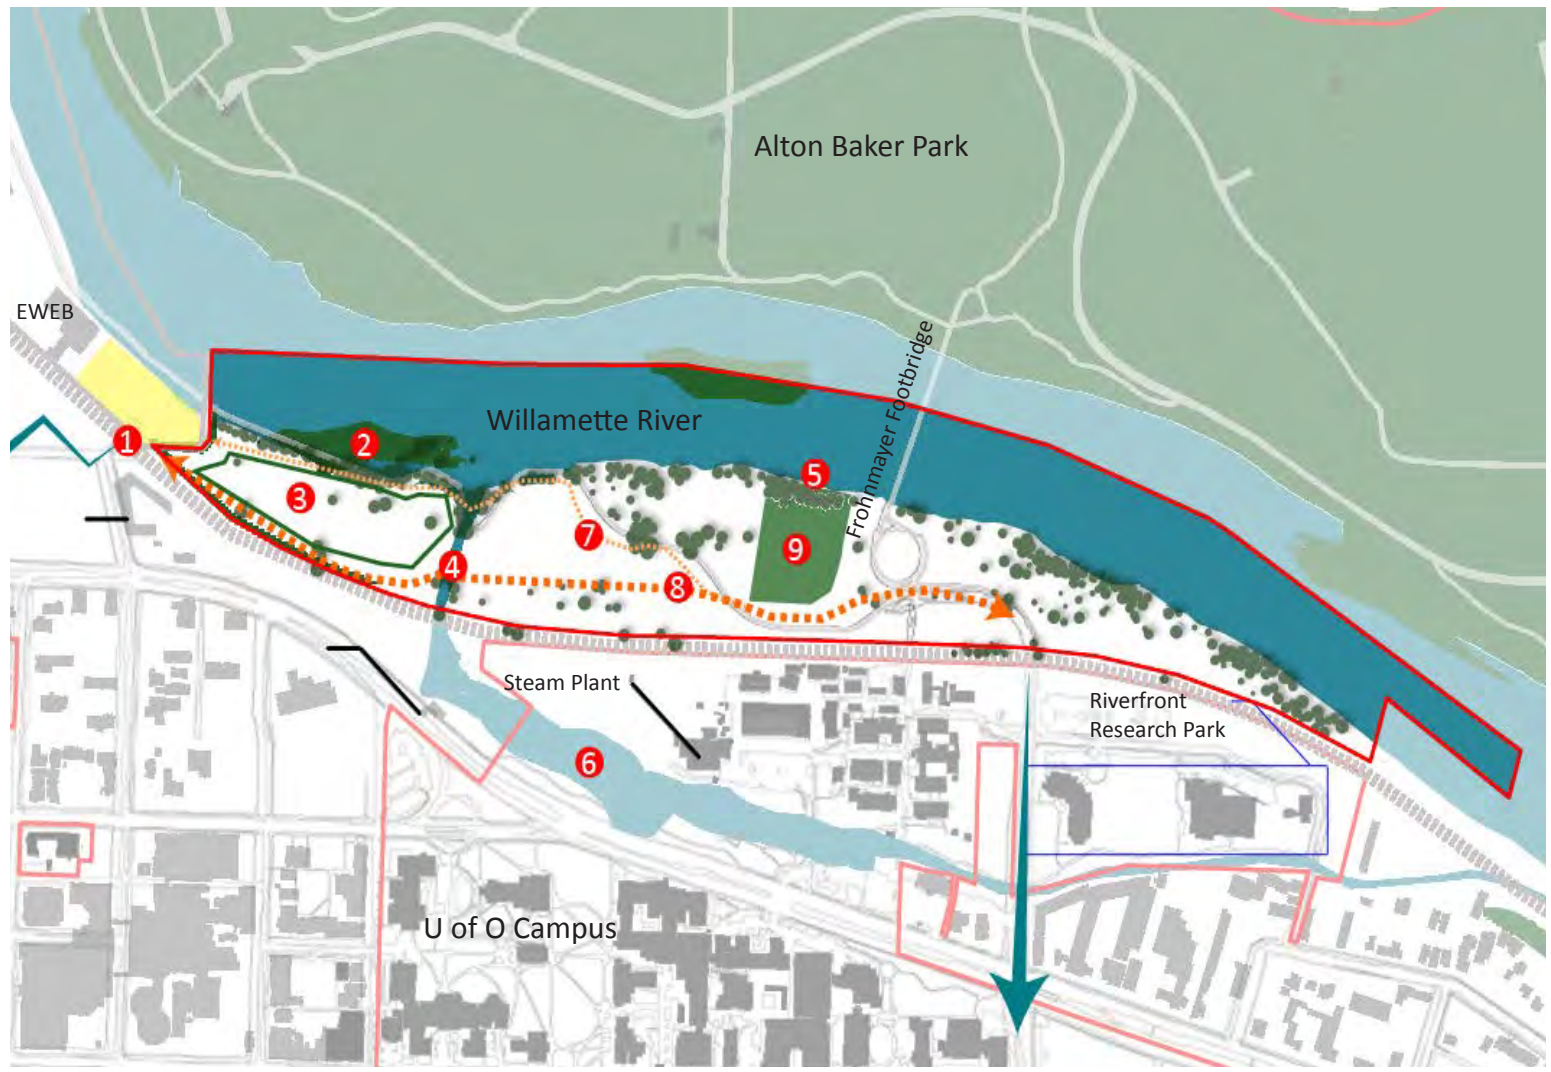 Alton Baker Park
EWEB
Frohnmayer Footbridge
Willamette River
1
2
5
3
7
9
4
8
Steam Plant
Riverfront
Research Park
6
U of O Campus